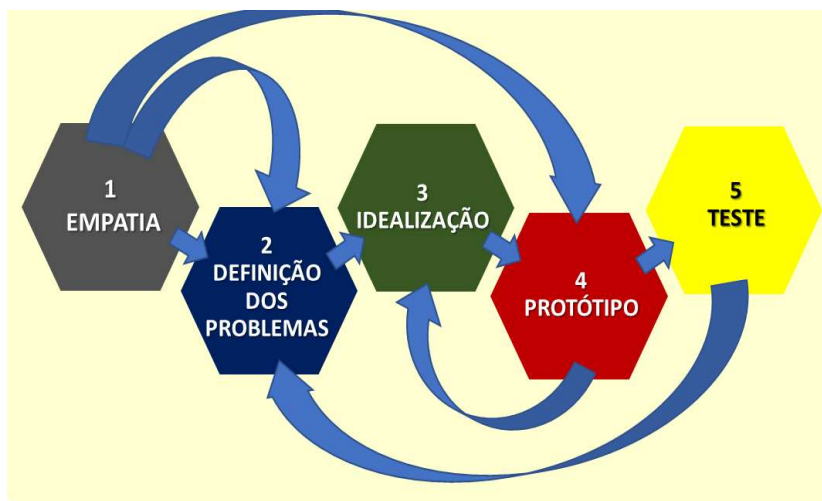 1
EMPATIA
2
DEFINIÇÃO
DOS
PROBLEMAS
3
IDEALIZAÇÃO
4
PROTÓTIPO
5
TESTE